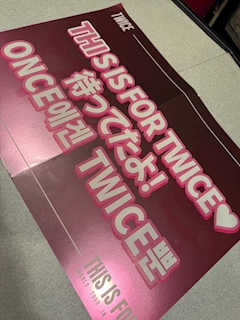 TWICE
THIS IS FOR TWICE♥
待ってたよ!
ONCE에겐 TWICE뿐
THIS IS F